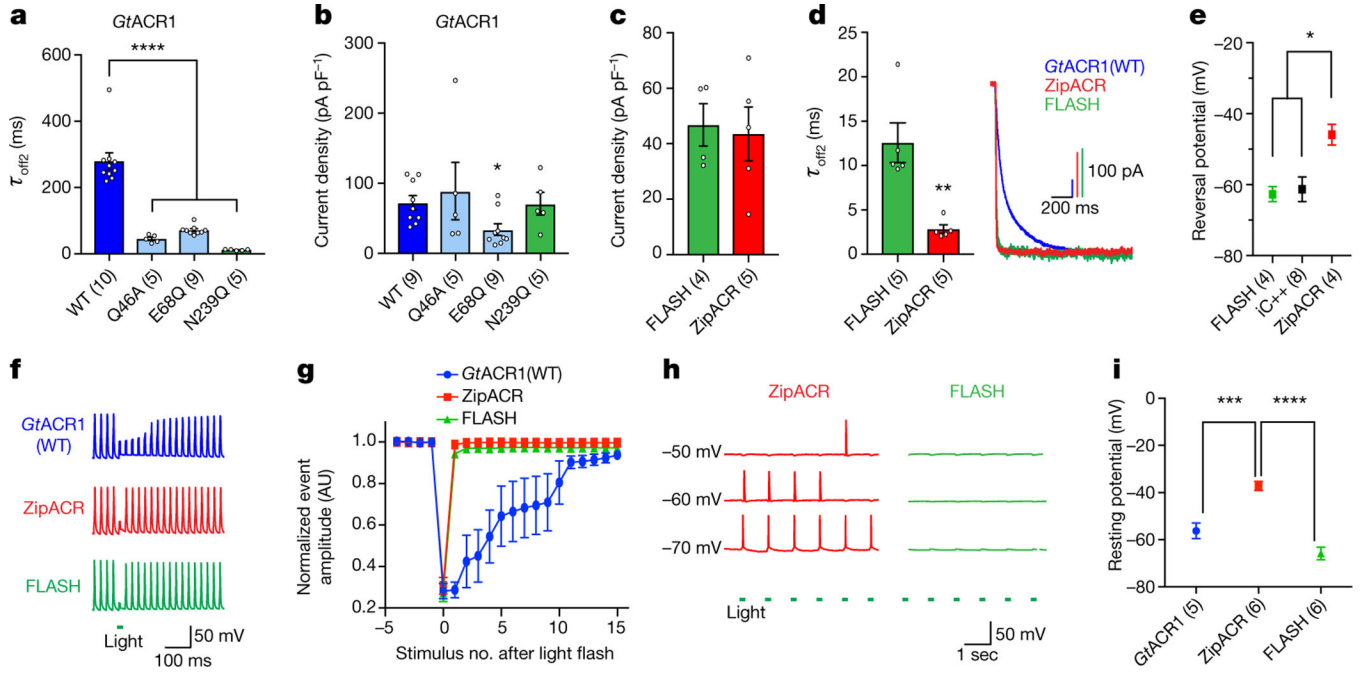 a
GtACR1
****
600
400
200
0
τoff2 (ms)
WT (10)
Q46A (5)
E68Q (9)
N239Q (5)
b
GtACR1
300
200
100
0
Current density (pA pF⁻¹)
*
WT (9)
Q46A (5)
E68Q (9)
N239Q (5)
c
80
60
40
20
0
Current density (pA pF⁻¹)
FLASH (4)
ZipACR (5)
d
25
20
15
10
5
0
τoff2 (ms)
**
FLASH (5)
ZipACR (5)
GtACR1(WT)
ZipACR
FLASH
100 pA
200 ms
e
*
−20
−40
−60
−80
Reversal potential (mV)
FLASH (4)
iC++ (8)
ZipACR (4)
f
GtACR1
(WT)
ZipACR
FLASH
Light
50 mV
100 ms
g
GtACR1(WT)
ZipACR
FLASH
1.0
0.8
0.6
0.4
0.2
Normalized event
amplitude (AU)
−5
0
5
10
15
Stimulus no. after light flash
h
ZipACR
FLASH
−50 mV
−60 mV
−70 mV
Light
50 mV
1 sec
i
0
−20
−40
−60
−80
Resting potential (mV)
***
****
GtACR1 (5)
ZipACR (6)
FLASH (6)